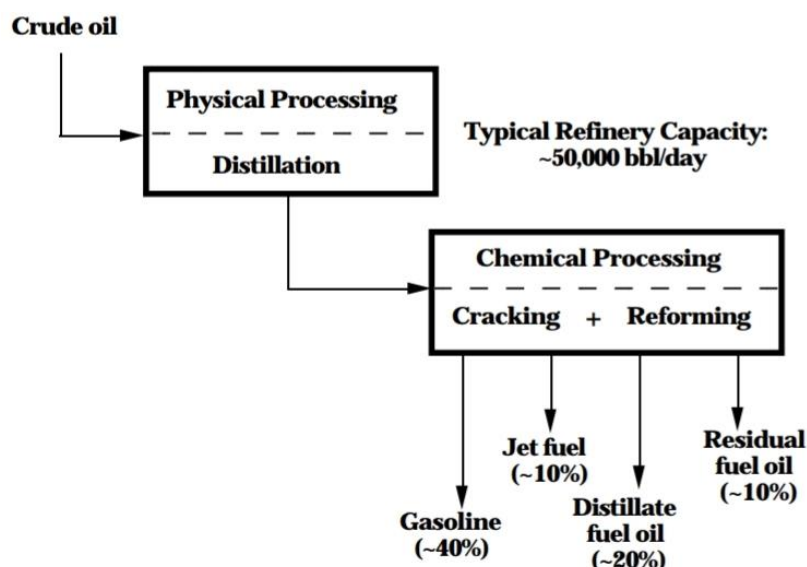 Crude oil
Physical Processing
Distillation
Typical Refinery Capacity:
~50,000 bbl/day
Chemical Processing
Cracking + Reforming
Gasoline
(~40%)
Jet fuel
(~10%)
Distillate
fuel oil
(~20%)
Residual
fuel oil
(~10%)